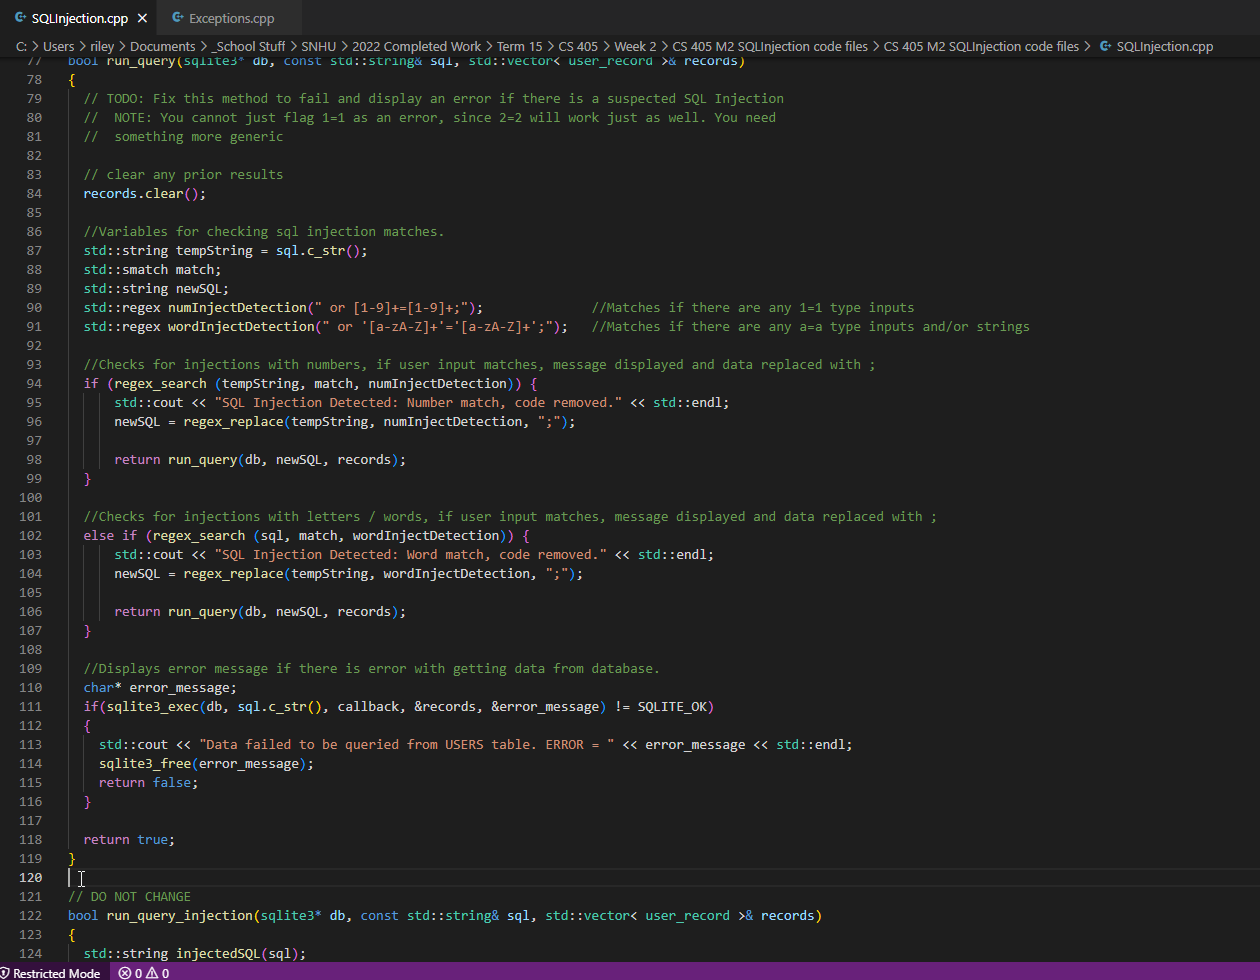 SQLInjection.cpp Exceptions.cpp
C: > Users > riley > Documents > _School Stuff > SNHU > 2022 Completed Work > Term 15 > CS 405 > Week 2 > CS 405 M2 SQLInjection code files > CS 405 M2 SQLInjection code files > SQLInjection.cpp
77 bool run_query(sqlite3* db, const std::string& sql, std::vector< user_record >& records)
78 {
79 // TODO: Fix this method to fail and display an error if there is a suspected SQL Injection
80 //  NOTE: You cannot just flag 1=1 as an error, since 2=2 will work just as well. You need
81 //  something more generic
82
83 // clear any prior results
84 records.clear();
85
86 //Variables for checking sql injection matches.
87 std::string tempString = sql.c_str();
88 std::smatch match;
89 std::string newSQL;
90 std::regex numInjectDetection(" or [1-9]+=[1-9]+;"); //Matches if there are any 1=1 type inputs
91 std::regex wordInjectDetection(" or '[a-zA-Z]+'='[a-zA-Z]+';"); //Matches if there are any a=a type inputs and/or strings
92
93 //Checks for injections with numbers, if user input matches, message displayed and data replaced with ;
94 if (regex_search (tempString, match, numInjectDetection)) {
95 std::cout << "SQL Injection Detected: Number match, code removed." << std::endl;
96 newSQL = regex_replace(tempString, numInjectDetection, ";");
97
98 return run_query(db, newSQL, records);
99 }
100
101 //Checks for injections with letters / words, if user input matches, message displayed and data replaced with ;
102 else if (regex_search (sql, match, wordInjectDetection)) {
103 std::cout << "SQL Injection Detected: Word match, code removed." << std::endl;
104 newSQL = regex_replace(tempString, wordInjectDetection, ";");
105
106 return run_query(db, newSQL, records);
107 }
108
109 //Displays error message if there is error with getting data from database.
110 char* error_message;
111 if(sqlite3_exec(db, sql.c_str(), callback, &records, &error_message) != SQLITE_OK)
112 {
113 std::cout << "Data failed to be queried from USERS table. ERROR = " << error_message << std::endl;
114 sqlite3_free(error_message);
115 return false;
116 }
117
118 return true;
119 }
120
121 // DO NOT CHANGE
122 bool run_query_injection(sqlite3* db, const std::string& sql, std::vector< user_record >& records)
123 {
124 std::string injectedSQL(sql);
Restricted Mode 0 0